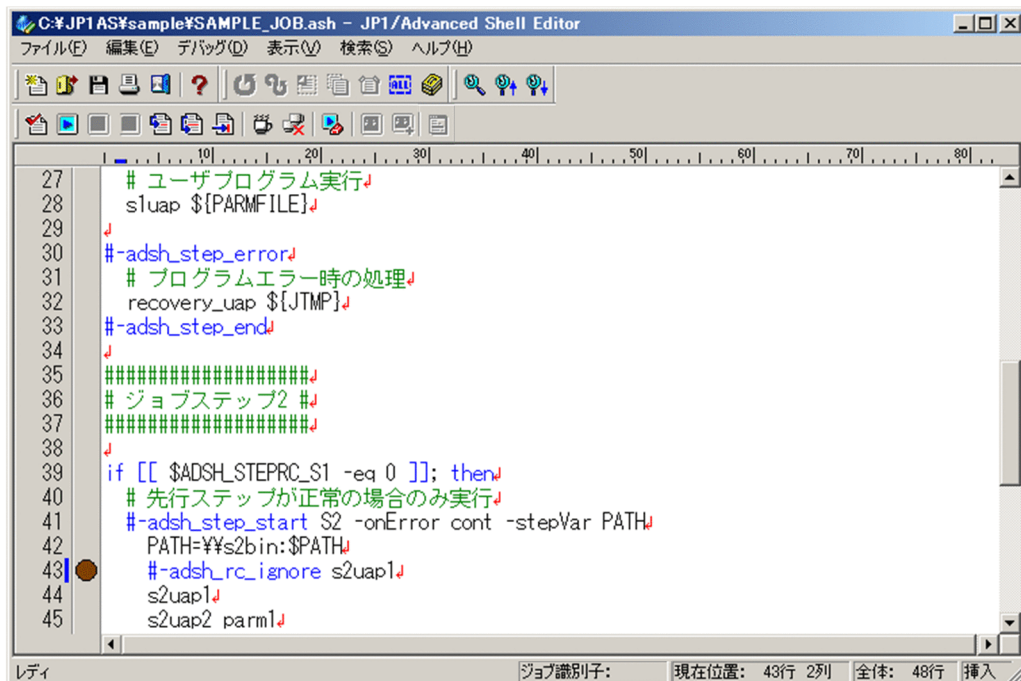 C:¥JP1AS¥sample¥SAMPLE_JOB.ash - JP1/Advanced Shell Editor
ファイル(F) 編集(E) デバッグ(D) 表示(V) 検索(S) ヘルプ(H)
ALL
10 20 30 40 50 60 70 80
27 # ユーザプログラム実行
28 s1uap ${PARMFILE}
29
30 #-adsh_step_error
31 # プログラムエラー時の処理
32 recovery_uap ${JTMP}
33 #-adsh_step_end
34
35 ###################
36 # ジョブステップ2 #
37 ###################
38
39 if [[ $ADSH_STEPRC_S1 -eq 0 ]]; then
40 # 先行ステップが正常の場合のみ実行
41 #-adsh_step_start S2 -onError cont -stepVar PATH
42 PATH=¥¥s2bin:$PATH
43 #-adsh_rc_ignore s2uap1
44 s2uap1
45 s2uap2 parm1
レディ ジョブ識別子: 現在位置: 43行 2列 全体: 48行 挿入